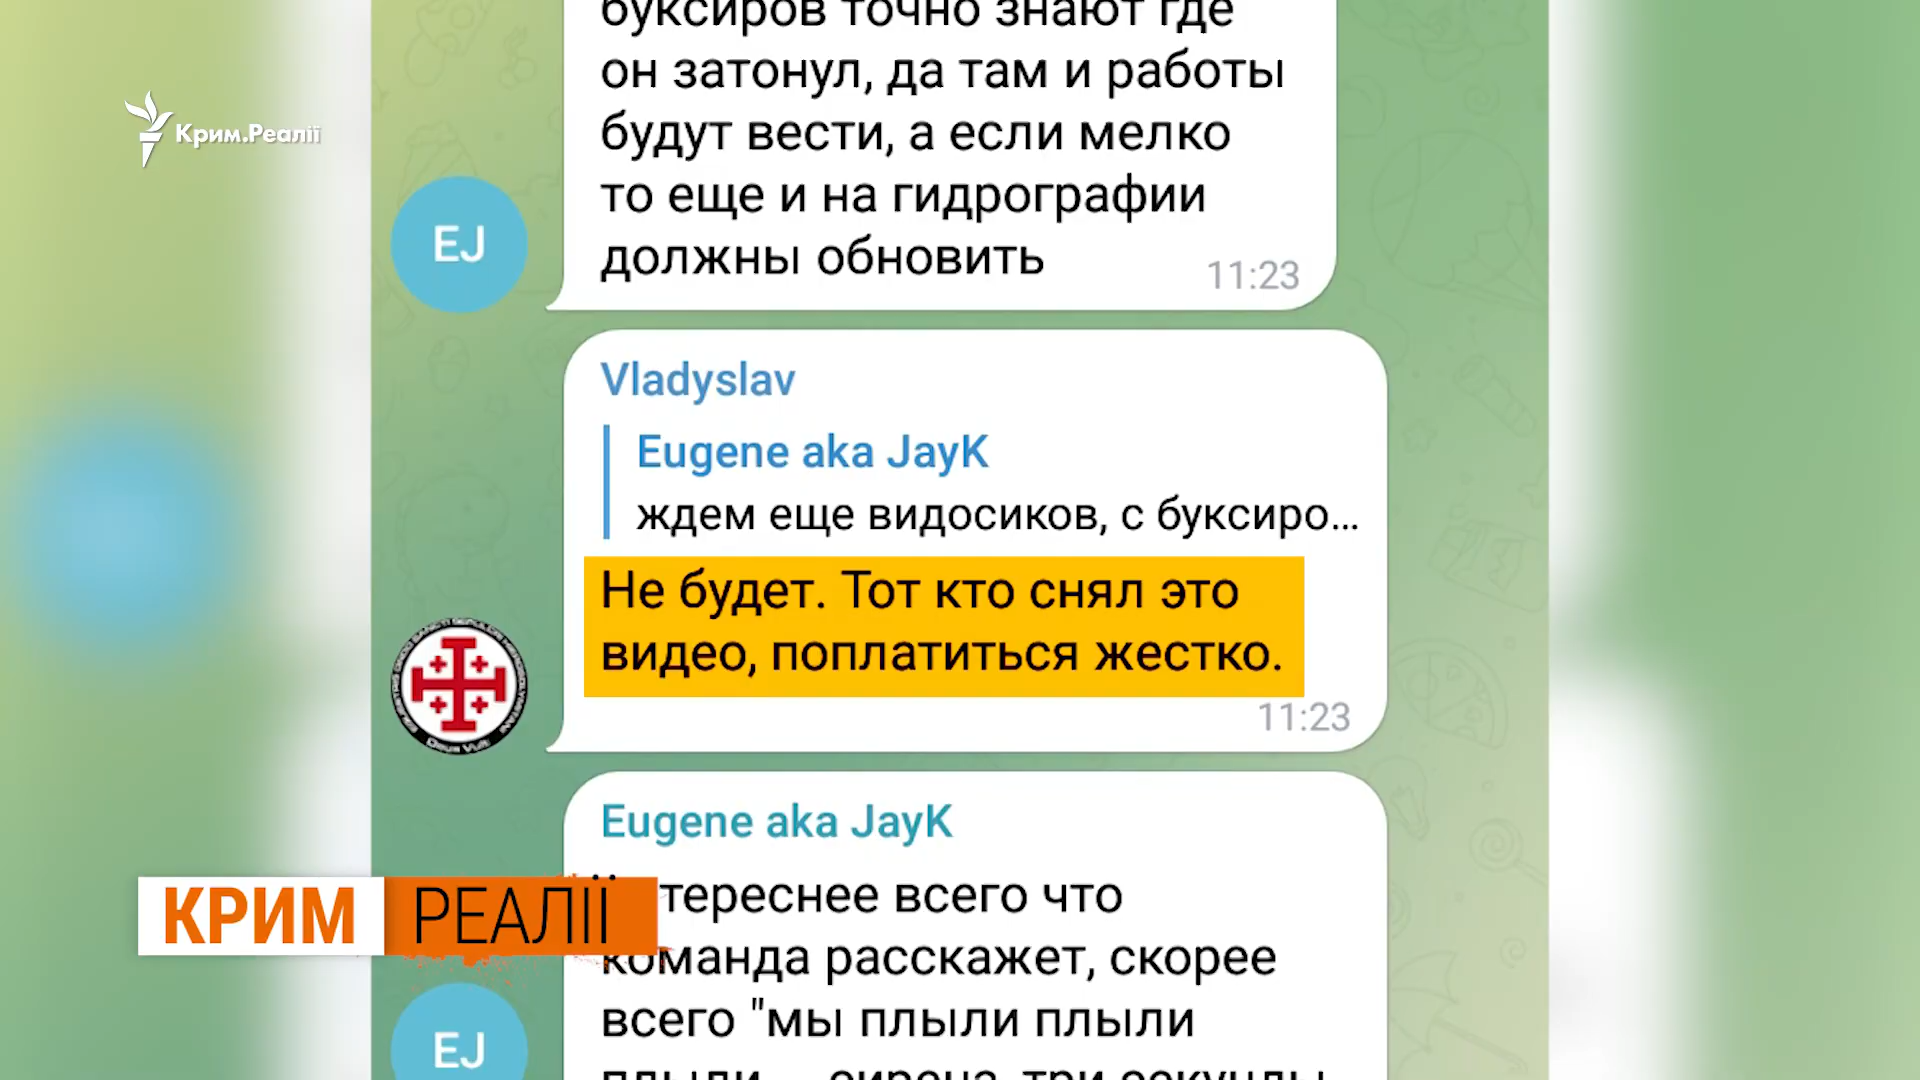 буксиров точно знают где
он затонул, да там и работы
будут вести, а если мелко
то еще и на гидрографии
должны обновить
11:23
Крим.Реалії
EJ
Vladyslav
Eugene aka JayK
ждем еще видосиков, с буксиро...
Не будет. Тот кто снял это
видео, поплатиться жестко.
11:23
Deus Vult
Eugene aka JayK
тереснее всего что
команда расскажет, скорее
всего "мы плыли плыли
КРИМ РЕАЛІЇ
EJ